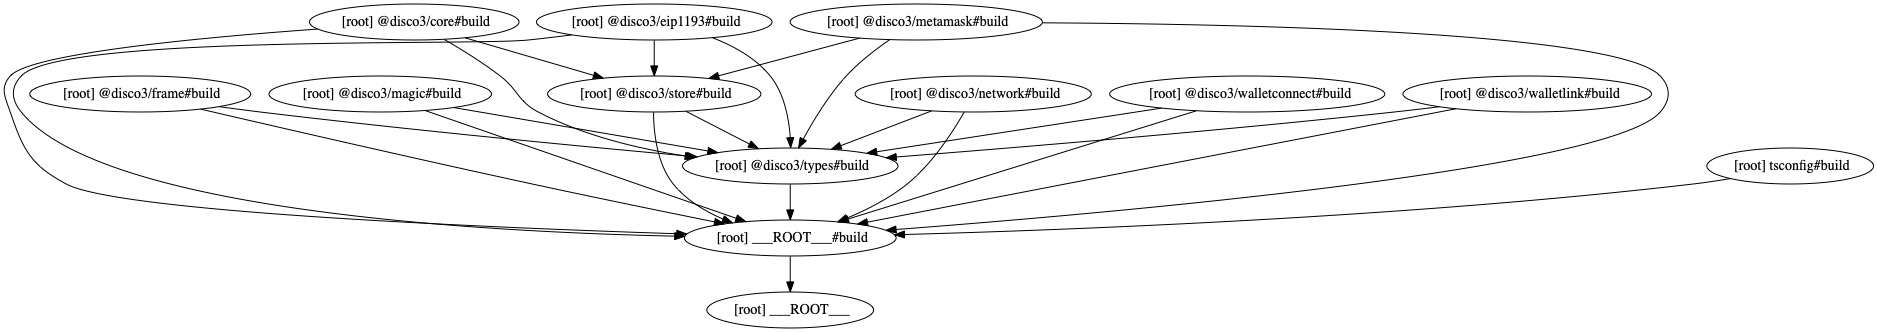 [root] @disco3/core#build
[root] @disco3/eip1193#build
[root] @disco3/metamask#build
[root] @disco3/frame#build
[root] @disco3/magic#build
[root] @disco3/store#build
[root] @disco3/network#build
[root] @disco3/walletconnect#build
[root] @disco3/walletlink#build
[root] @disco3/types#build
[root] tsconfig#build
[root] ___ROOT___#build
[root] ___ROOT___